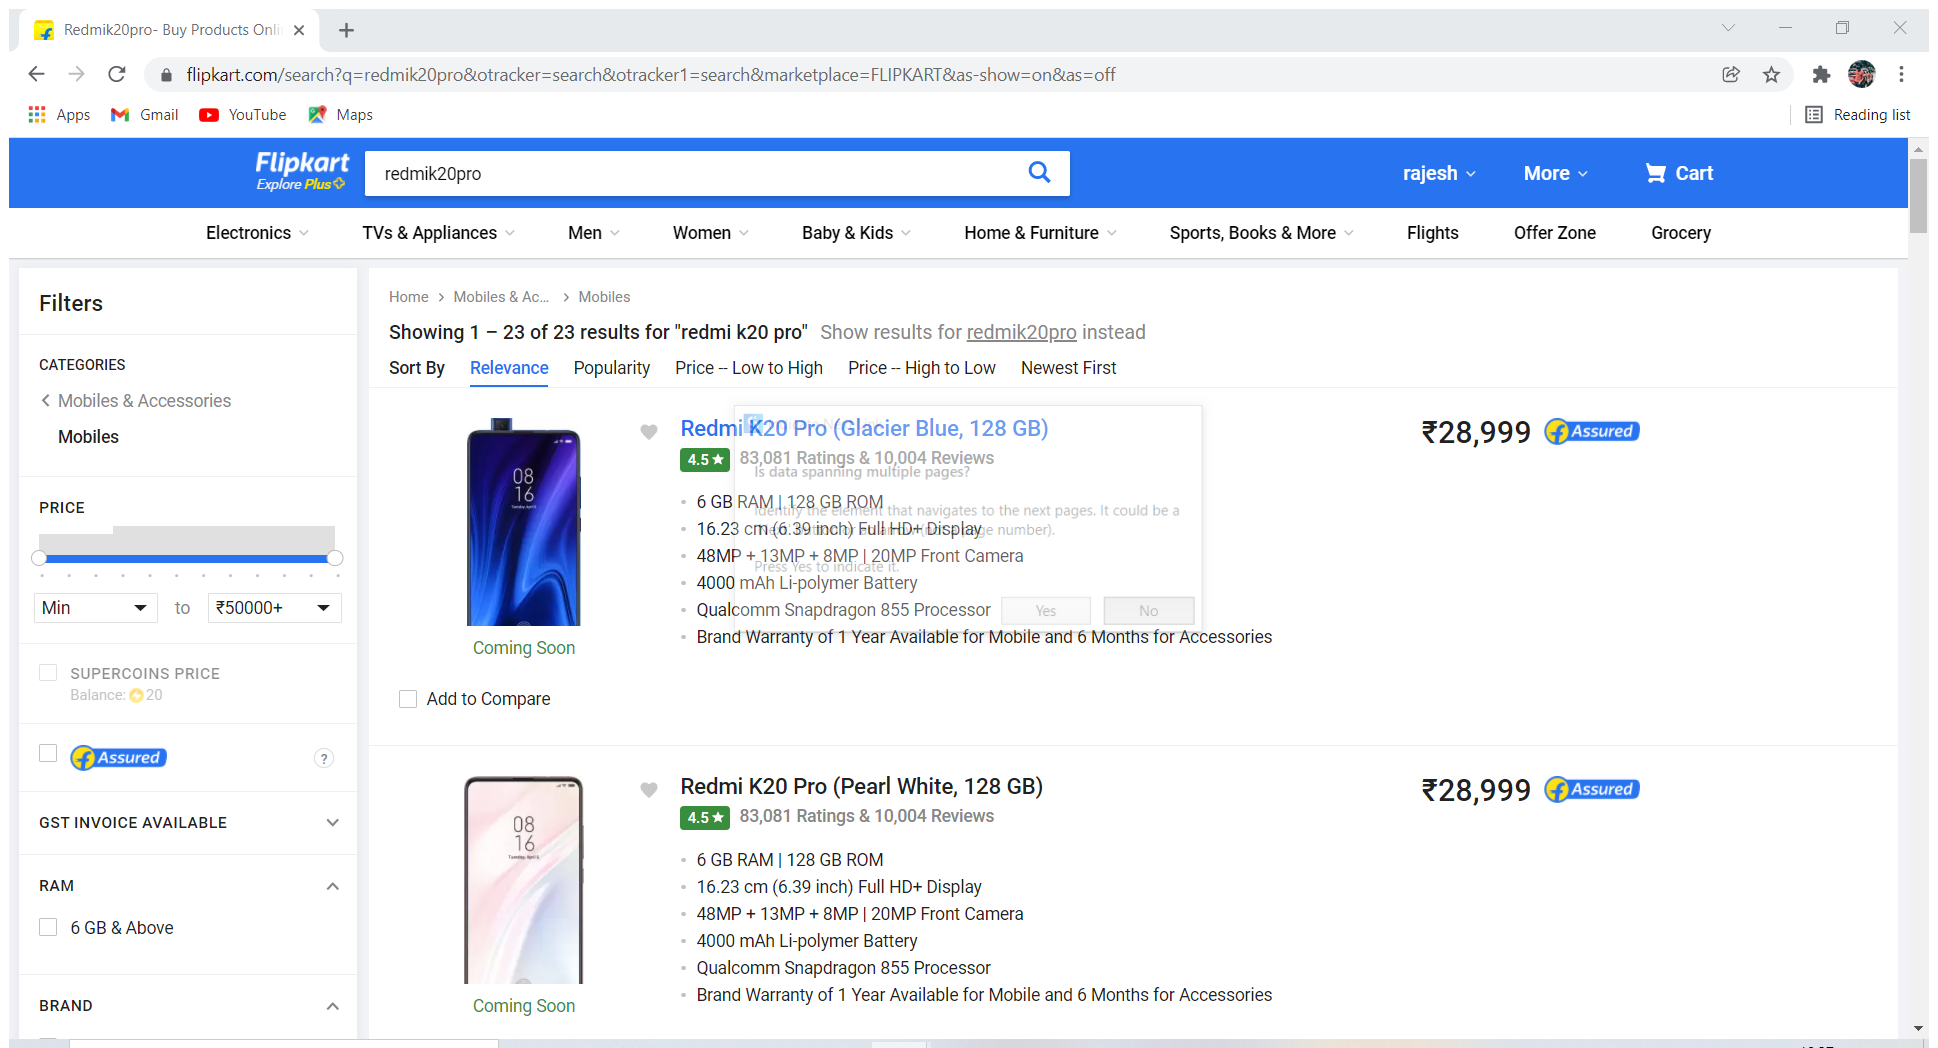 Redmik20pro- Buy Products Onli
flipkart.com/search?q=redmik20pro&otracker=search&otracker1=search&marketplace=FLIPKART&as-show=on&as=off
Apps Gmail YouTube Maps Reading list
Flipkart
Explore Plus
redmik20pro
rajesh More Cart
Electronics TVs & Appliances Men Women Baby & Kids Home & Furniture Sports, Books & More Flights Offer Zone Grocery
Filters
CATEGORIES
Mobiles & Accessories
Mobiles
PRICE
Min to ₹50000+
SUPERCOINS PRICE
Balance: 20
Assured ?
GST INVOICE AVAILABLE
RAM
6 GB & Above
BRAND
Home > Mobiles & Ac... > Mobiles
Showing 1 – 23 of 23 results for "redmi k20 pro" Show results for redmik20pro instead
Sort By Relevance Popularity Price -- Low to High Price -- High to Low Newest First
08
16
Coming Soon
Add to Compare
Redmi K20 Pro (Glacier Blue, 128 GB)
4.5★ 83,081 Ratings & 10,004 Reviews
6 GB RAM | 128 GB ROM
16.23 cm (6.39 inch) Full HD+ Display
48MP + 13MP + 8MP | 20MP Front Camera
4000 mAh Li-polymer Battery
Qualcomm Snapdragon 855 Processor
Brand Warranty of 1 Year Available for Mobile and 6 Months for Accessories
₹28,999 Assured
Is data spanning multiple pages?
Identify the element that navigates to the next pages. It could be a
page number).
Press Yes to indicate it.
Yes No
08
16
Coming Soon
Redmi K20 Pro (Pearl White, 128 GB)
4.5★ 83,081 Ratings & 10,004 Reviews
6 GB RAM | 128 GB ROM
16.23 cm (6.39 inch) Full HD+ Display
48MP + 13MP + 8MP | 20MP Front Camera
4000 mAh Li-polymer Battery
Qualcomm Snapdragon 855 Processor
Brand Warranty of 1 Year Available for Mobile and 6 Months for Accessories
₹28,999 Assured